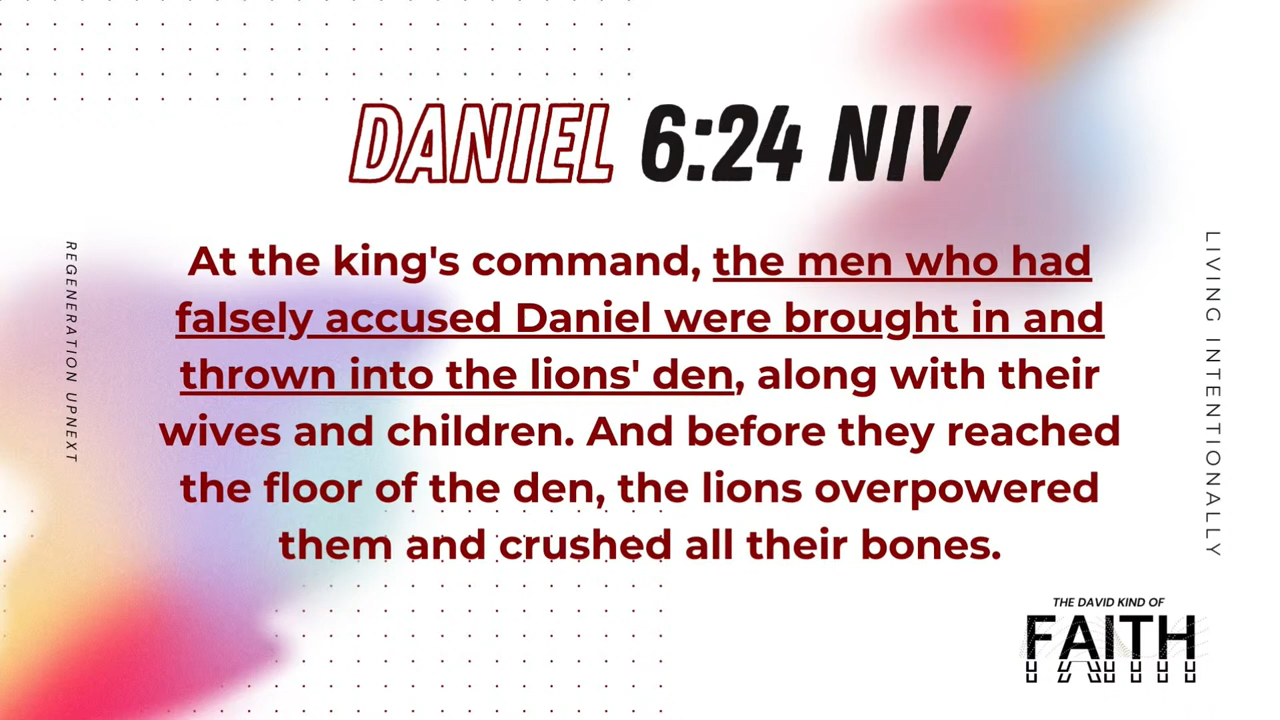 DANIEL 6:24 NIV
At the king's command, the men who had
falsely accused Daniel were brought in and
thrown into the lions' den, along with their
wives and children. And before they reached
the floor of the den, the lions overpowered
them and crushed all their bones.
REGENERATION UPNEXT
LIVING INTENTIONALLY
THE DAVID KIND OF
FAITH